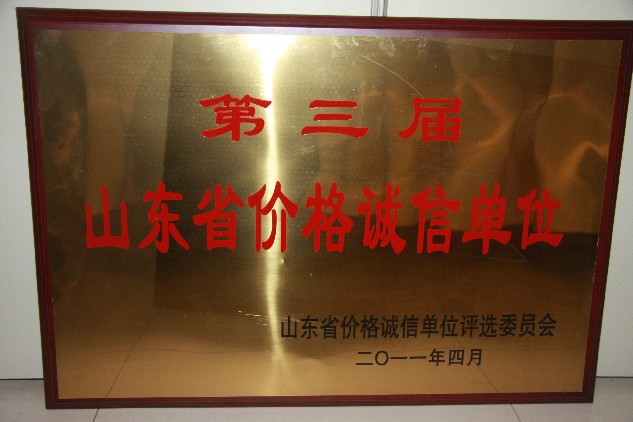 第三届
山东省价格诚信单位
山东省价格诚信单位评选委员会
二〇一一年四月